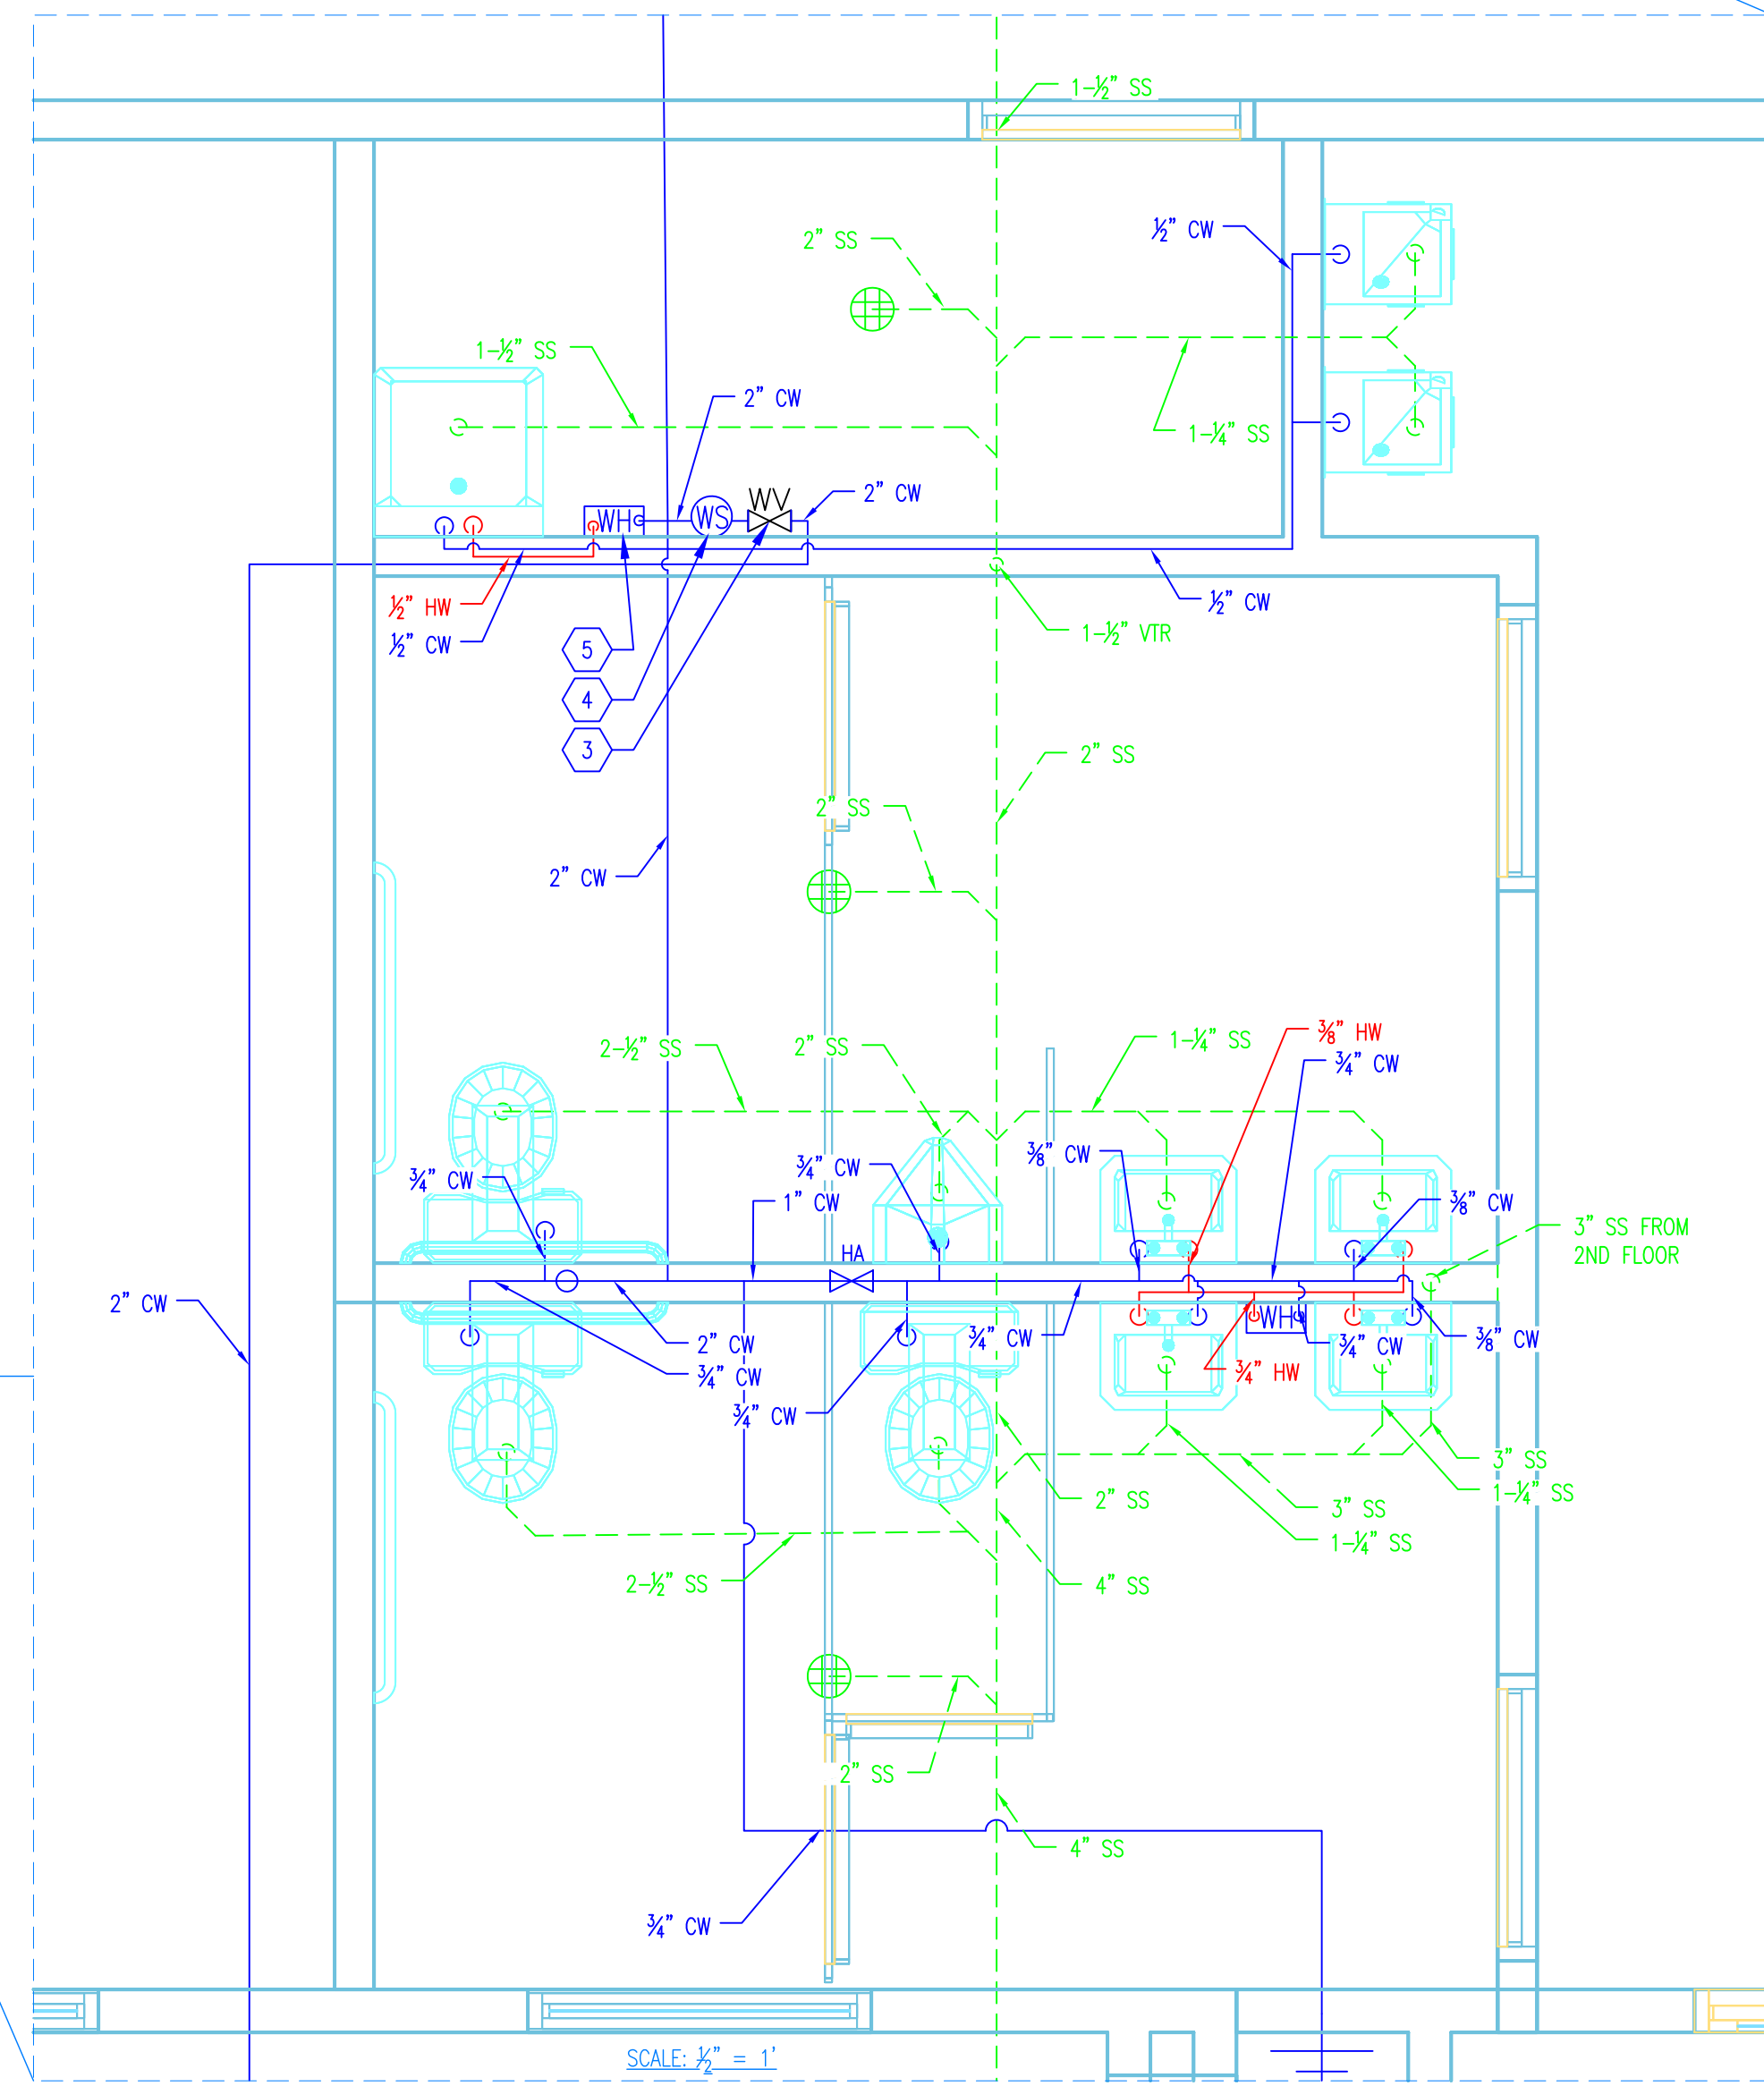 1-½" SS
½" CW
2" SS
1-½" SS
2" CW
1-¼" SS
2" CW
WV
WH
WS
½" HW
½" CW
½" CW
1-½" VTR
5
4
3
2" SS
2" SS
2" CW
⅜" HW
2-½" SS
2" SS
1-¼" SS
¾" CW
⅜" CW
¾" CW
¾" CW
1" CW
⅜" CW
3" SS FROM
2ND FLOOR
HA
2" CW
WH
2" CW
¾" CW
¾" CW
⅜" CW
¾" CW
¾" HW
¾" CW
3" SS
1-¼" SS
2" SS
3" SS
1-¼" SS
2-½" SS
4" SS
2" SS
4" SS
¾" CW
SCALE: ½" = 1'